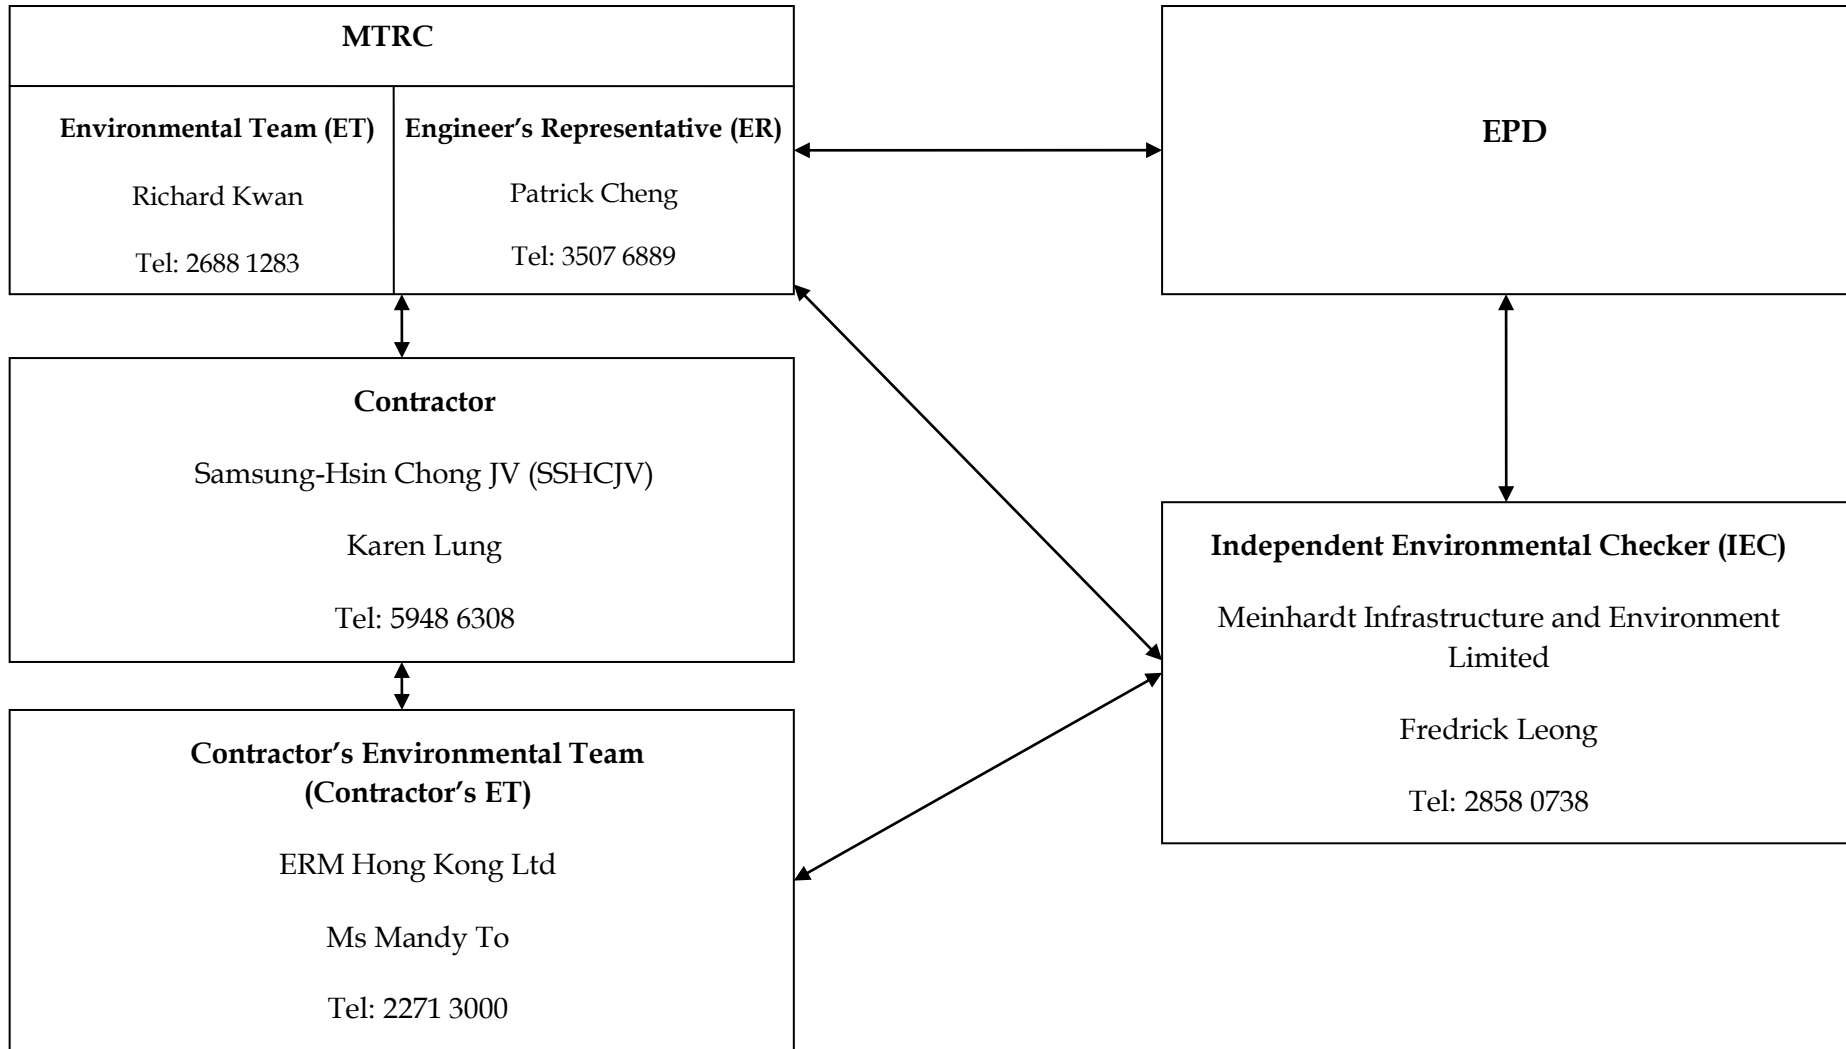 MTRC
Environmental Team (ET)
Richard Kwan
Tel: 2688 1283
Engineer’s Representative (ER)
Patrick Cheng
Tel: 3507 6889
EPD
Contractor
Samsung-Hsin Chong JV (SSHCJV)
Karen Lung
Tel: 5948 6308
Independent Environmental Checker (IEC)
Meinhardt Infrastructure and Environment
Limited
Fredrick Leong
Tel: 2858 0738
Contractor’s Environmental Team
(Contractor’s ET)
ERM Hong Kong Ltd
Ms Mandy To
Tel: 2271 3000